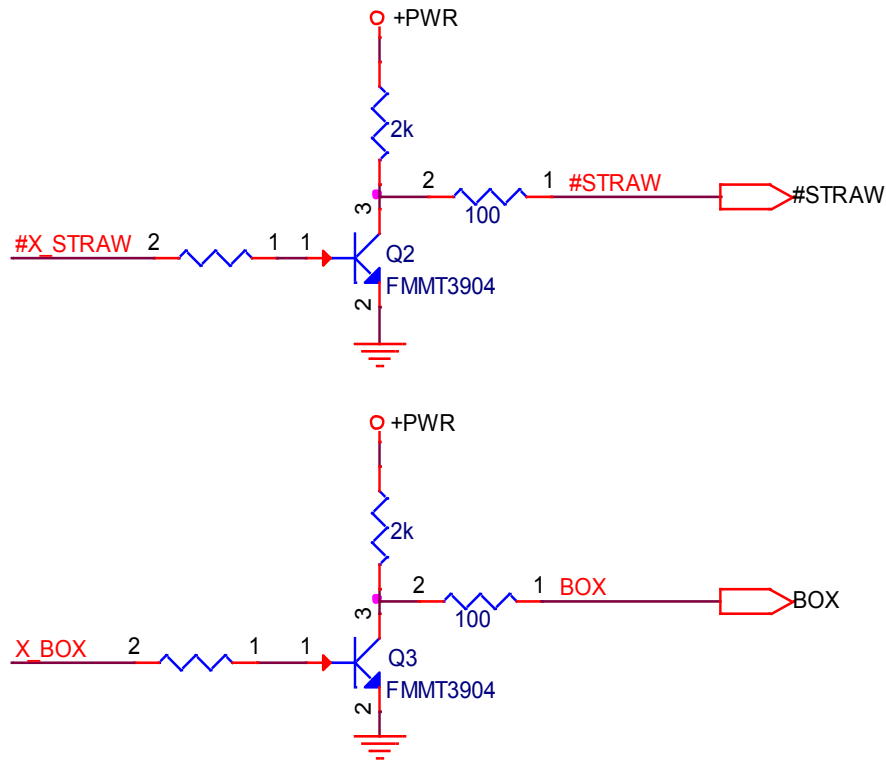 +PWR
2k
2 1 #STRAW #STRAW
3 100
#X_STRAW 2 1 1 Q2
FMMT3904
2
+PWR
2k
2 1 BOX BOX
3 100
X_BOX 2 1 1 Q3
FMMT3904
2